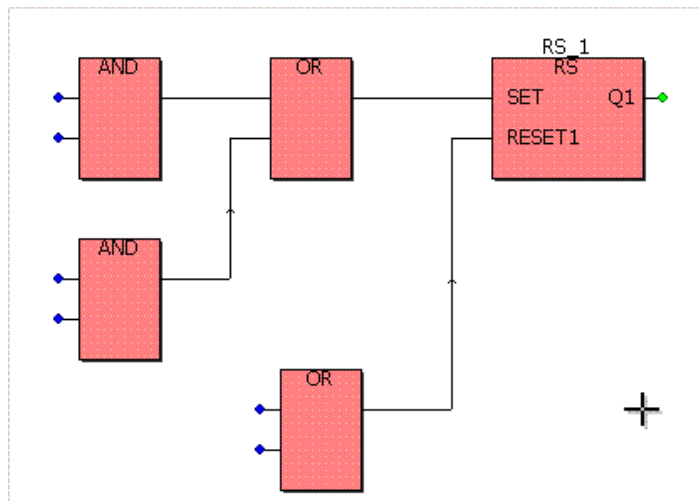 RS_1
AND
OR
RS
SET
Q1
RESET1
AND
OR